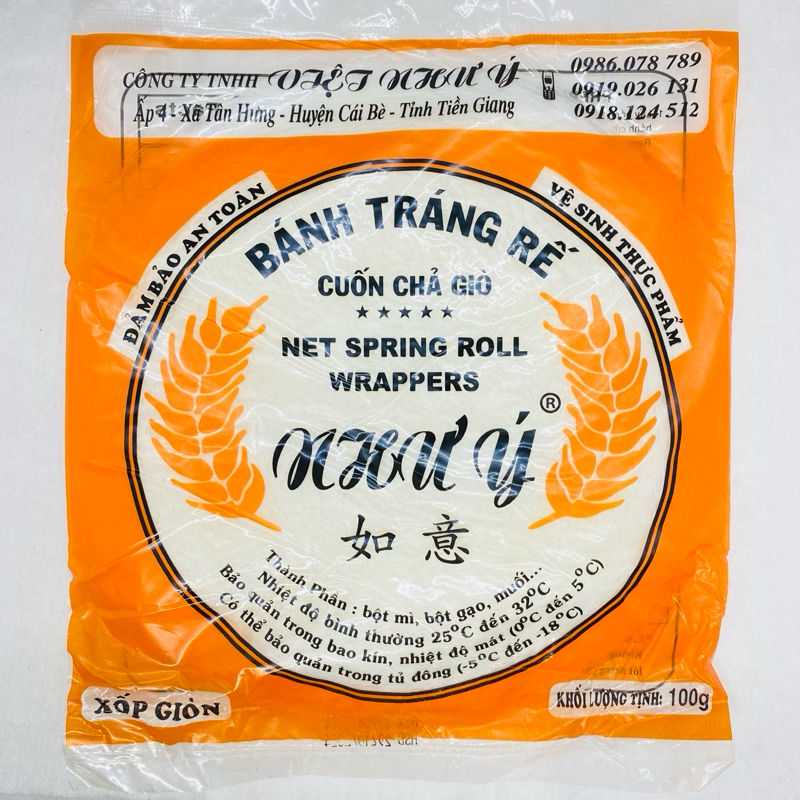 CÔNG TY TNHH VIỆT NHƯ Ý
Ấp 4 - Xã Tân Hưng - Huyện Cái Bè - Tỉnh Tiền Giang
0986.078 789
0919.026 131
0918.124 512
ĐẢM BẢO AN TOÀN
VỆ SINH THỰC PHẨM
BÁNH TRÁNG RẾ
CUỐN CHẢ GIÒ
★★★★★
NET SPRING ROLL
WRAPPERS
NHƯ Ý ®
如意
Thành Phần : bột mì, bột gạo, muối...
Nhiệt độ bình thường 25°C đến 32°C
Bảo quản trong bao kín, nhiệt độ mát (0°C đến 5°C)
Có thể bảo quản trong tủ đông (-5°C đến -18°C)
XỐP GIÒN
KHỐI LƯỢNG TỊNH: 100g